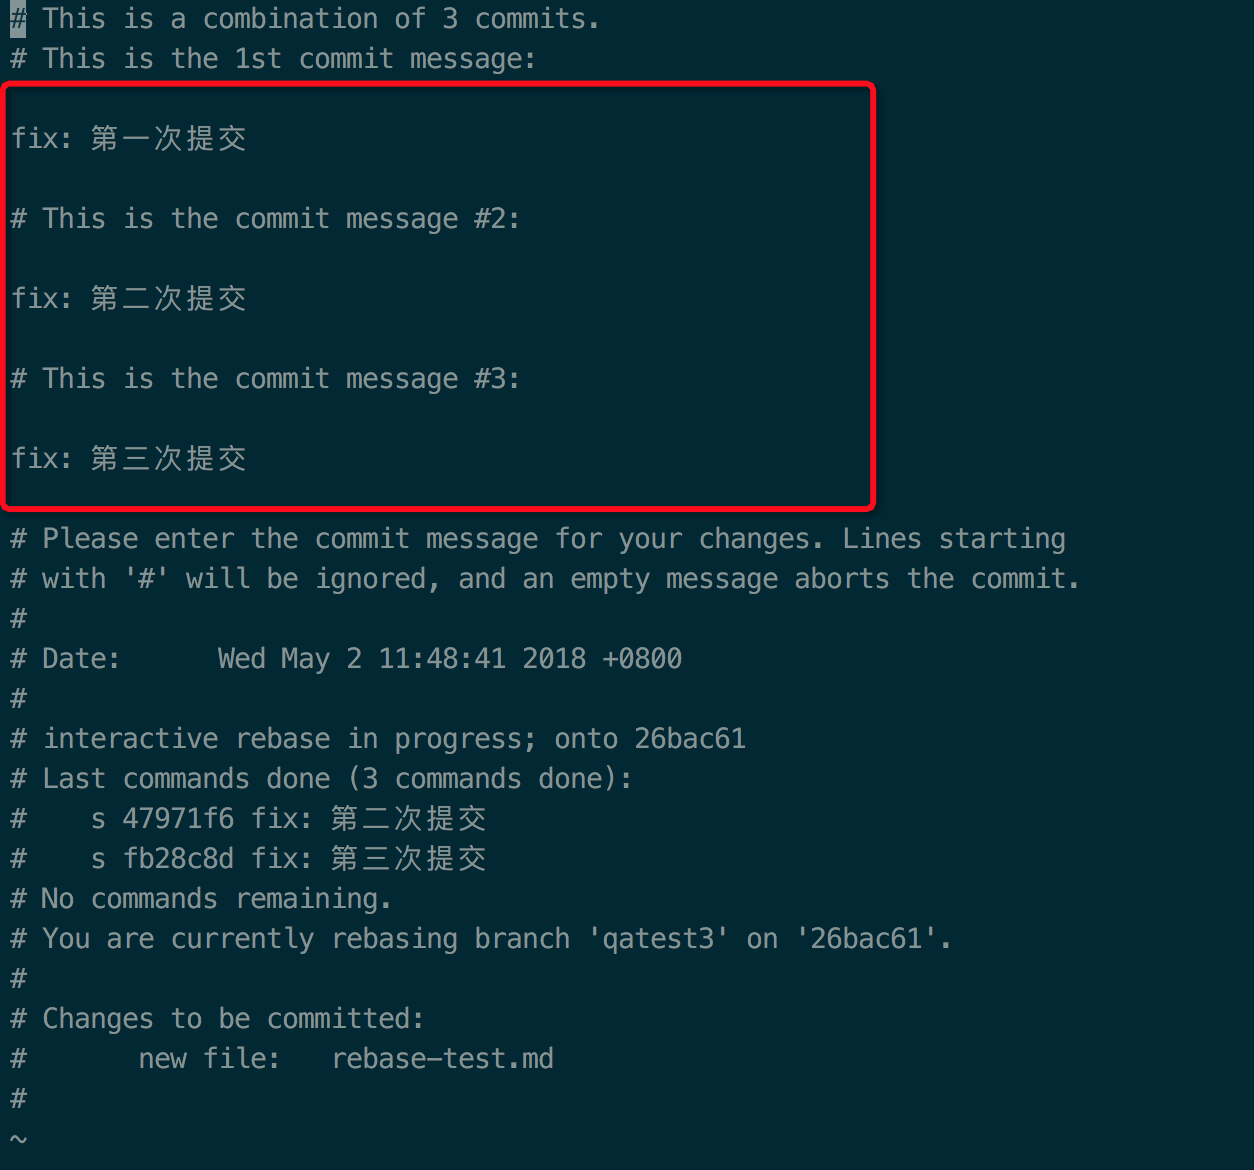 # This is a combination of 3 commits.
# This is the 1st commit message:
fix: 第一次提交
# This is the commit message #2:
fix: 第二次提交
# This is the commit message #3:
fix: 第三次提交
# Please enter the commit message for your changes. Lines starting
# with '#' will be ignored, and an empty message aborts the commit.
#
# Date:      Wed May 2 11:48:41 2018 +0800
#
# interactive rebase in progress; onto 26bac61
# Last commands done (3 commands done):
#    s 47971f6 fix: 第二次提交
#    s fb28c8d fix: 第三次提交
# No commands remaining.
# You are currently rebasing branch 'qatest3' on '26bac61'.
#
# Changes to be committed:
#       new file:   rebase-test.md
#
~